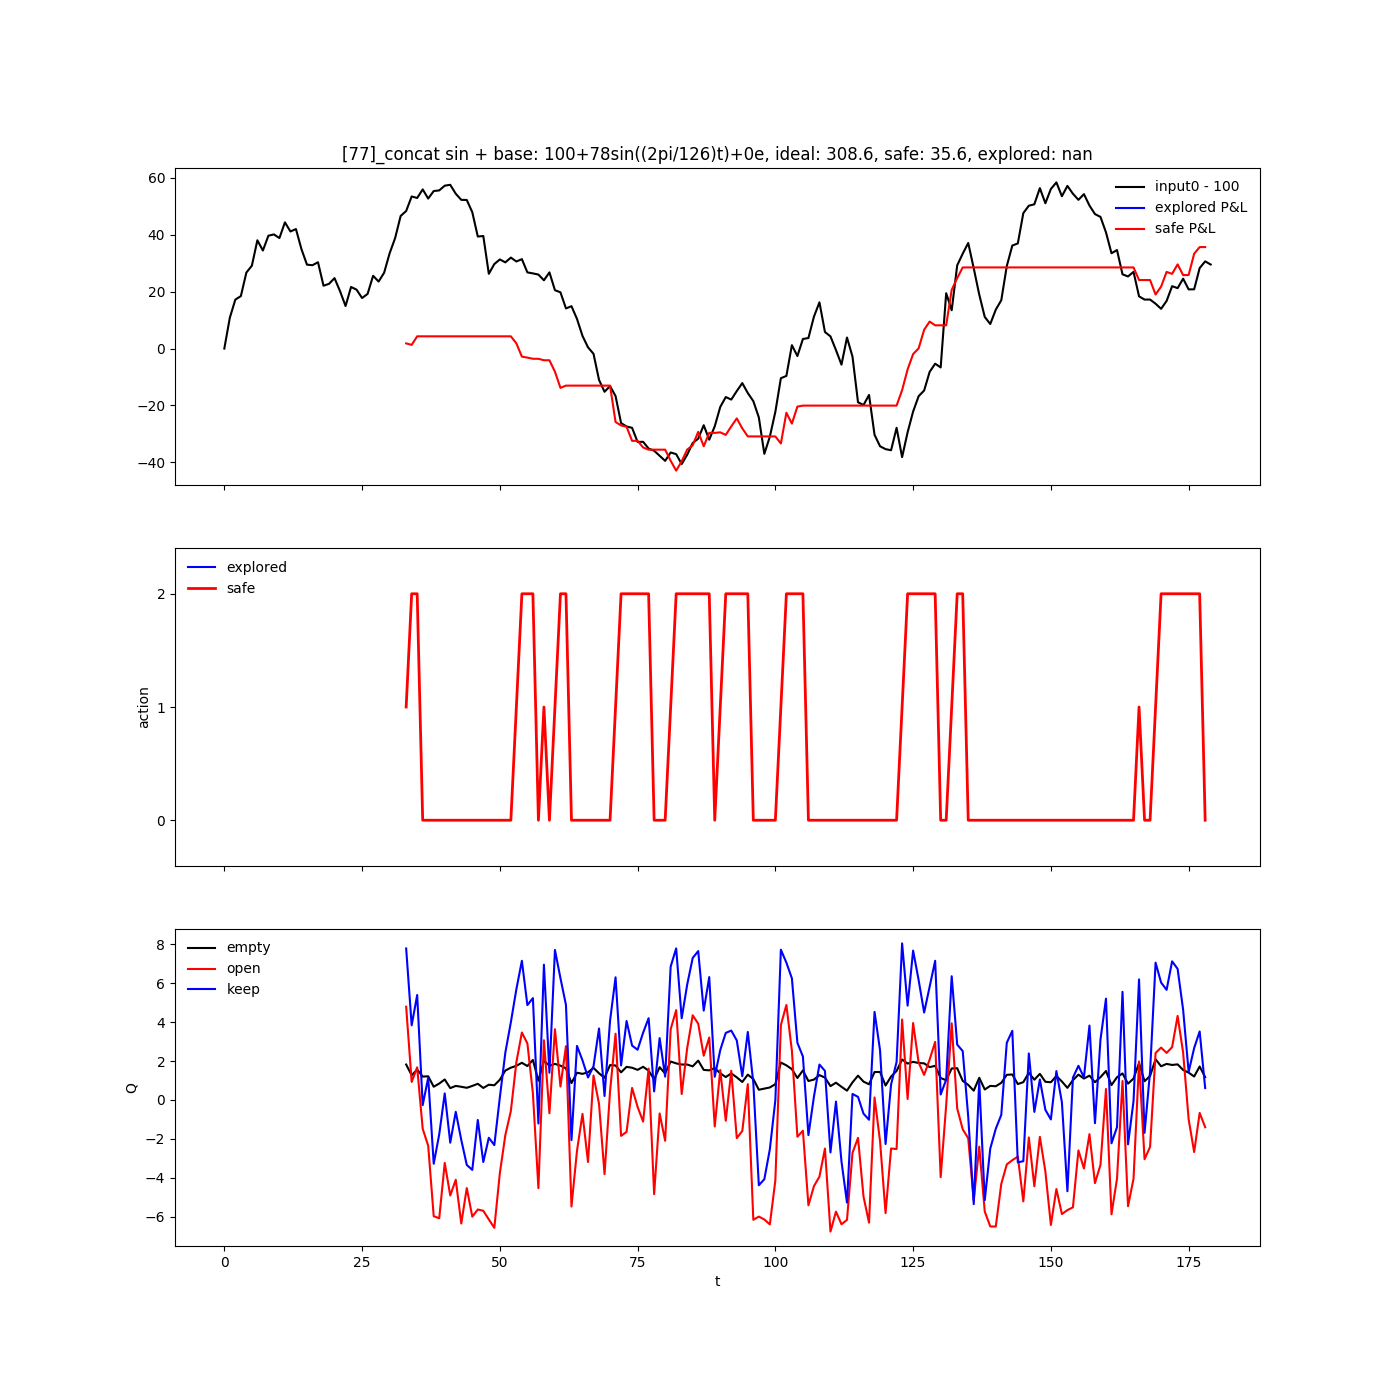 [77]_concat sin + base: 100+78sin((2pi/126)t)+0e, ideal: 308.6, safe: 35.6, explored: nan
60
40
20
0
−20
−40
input0 - 100
explored P&L
safe P&L
2
1
0
action
explored
safe
8
6
4
2
0
−2
−4
−6
Q
empty
open
keep
0 25 50 75 100 125 150 175
t